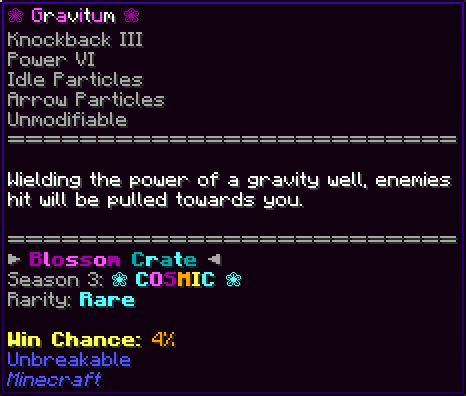 ❀ Gravitum ❀
Knockback III
Power VI
Idle Particles
Arrow Particles
Unmodifiable
==============================
Wielding the power of a gravity well, enemies
hit will be pulled towards you.
==============================
► Blossom Crate ◄
Season 3: ❀ COSMIC ❀
Rarity: Rare
Win Chance: 4%
Unbreakable
Minecraft